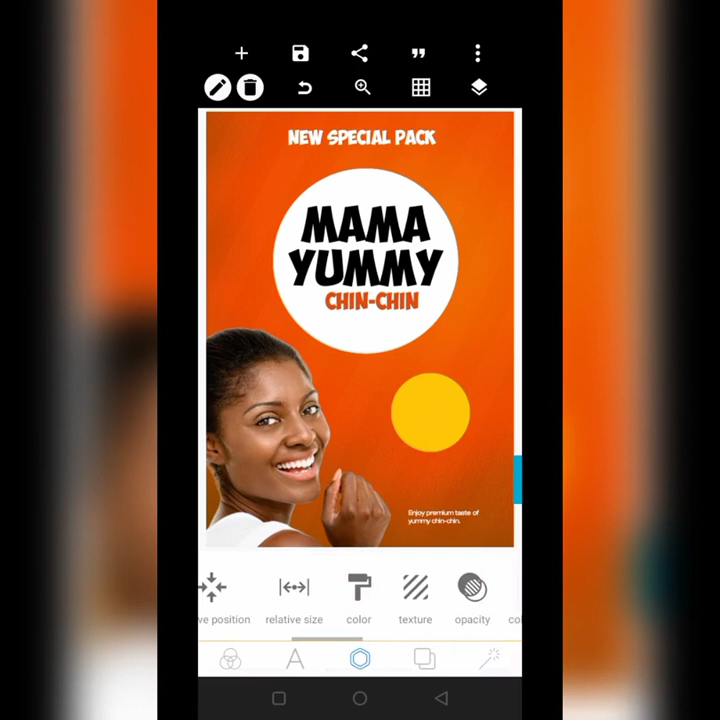 NEW SPECIAL PACK
MAMA
YUMMY
CHIN-CHIN
Enjoy premium taste of
yummy chin-chin.
ve position
relative size
color
texture
opacity
co